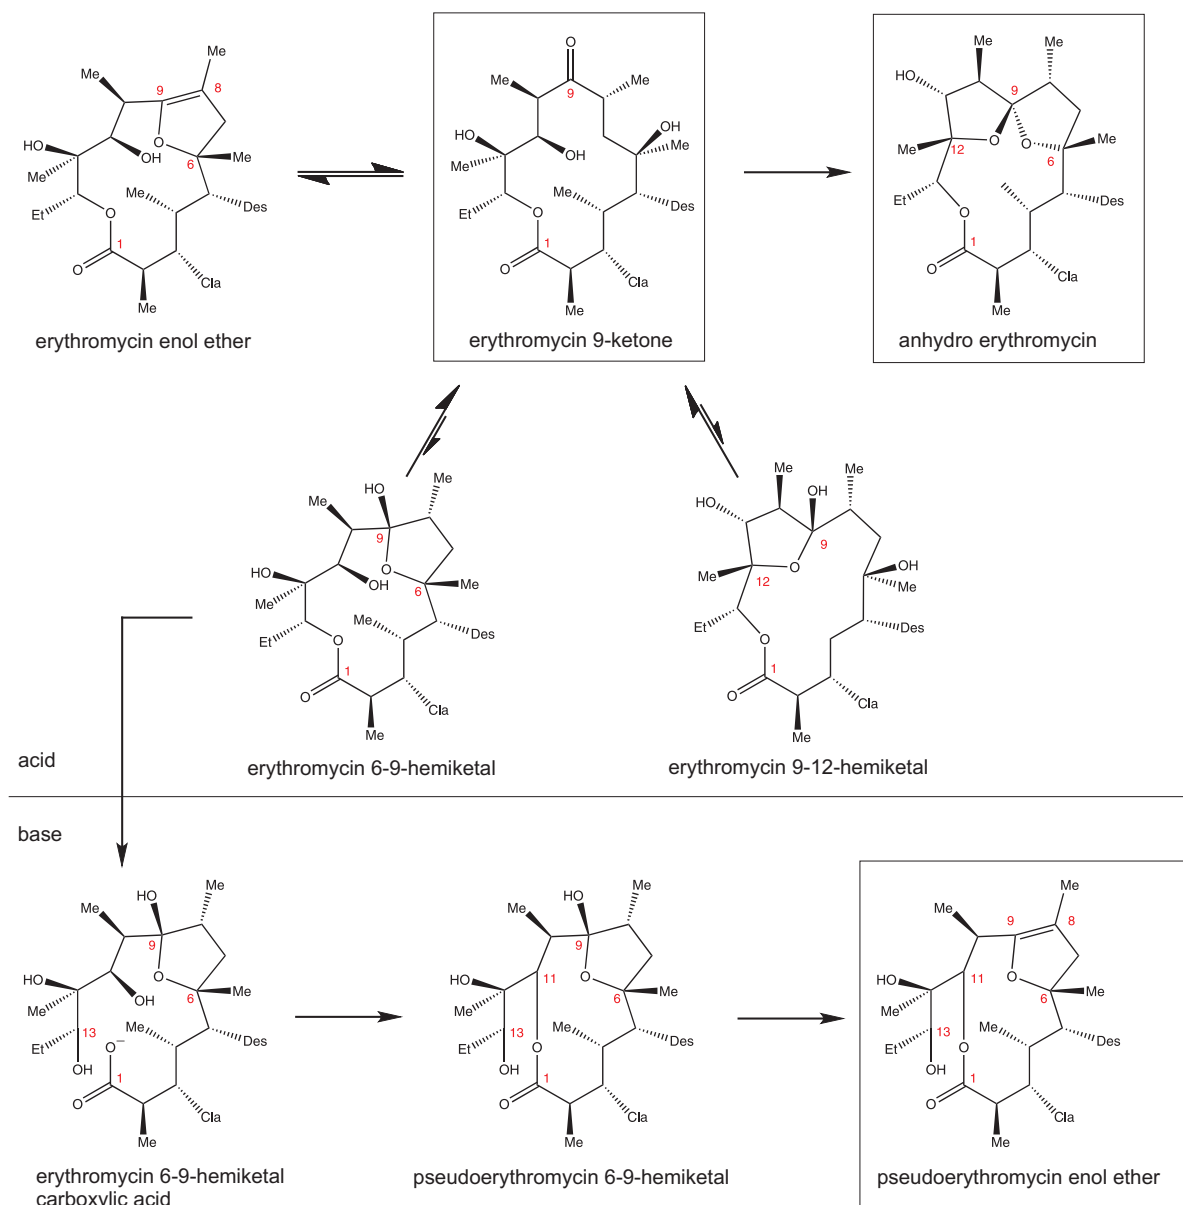 Me
Me
9
8
HO
OH
O
6
Me
Me
Me
Et
O
Des
1
O
Cla
Me
erythromycin enol ether
O
Me
9
Me
HO
OH
OH
Me
Me
Me
Et
O
Des
1
O
Cla
Me
erythromycin 9-ketone
Me
Me
HO
9
O
O
Me
12
6
Me
Et
O
Des
1
O
Cla
Me
anhydro erythromycin
Me
HO
Me
9
HO
OH
O
6
Me
Me
Me
Et
O
Des
1
O
Cla
Me
erythromycin 6-9-hemiketal
Me
Me
OH
HO
9
O
OH
Me
12
Me
Et
O
Des
1
O
Cla
Me
erythromycin 9-12-hemiketal
acid
base
Me
HO
Me
9
HO
O
OH
6
Me
Me
Me
13
Et
OH
O−
Des
1
O
Cla
Me
erythromycin 6-9-hemiketal
carboxylic acid
Me
HO
Me
9
HO
11
O
6
Me
Me
Me
13
Et
OH
O
Des
1
O
Cla
Me
pseudoerythromycin 6-9-hemiketal
Me
Me
9
8
HO
11
O
6
Me
Me
Me
13
Et
OH
O
Des
1
O
Cla
Me
pseudoerythromycin enol ether